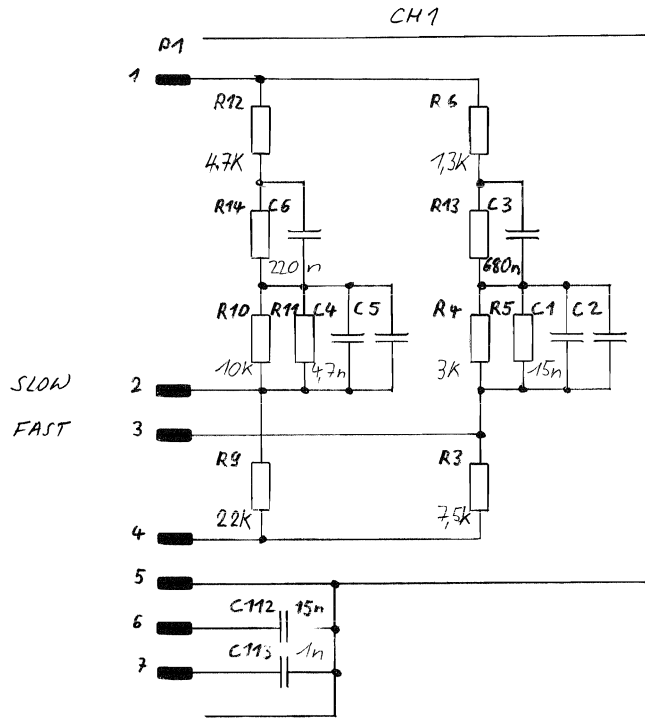 CH1
P1
1
R12 R6
4.7K 1,3K
R14 C6 R13 C3
220n 680n
R10 R11 C4 C5 R4 R5 C1 C2
10K 4,7n 3K 15n
SLOW 2
FAST 3
R9 R3
22K 7,5K
4
5
C112 15n
6
C113 1n
7